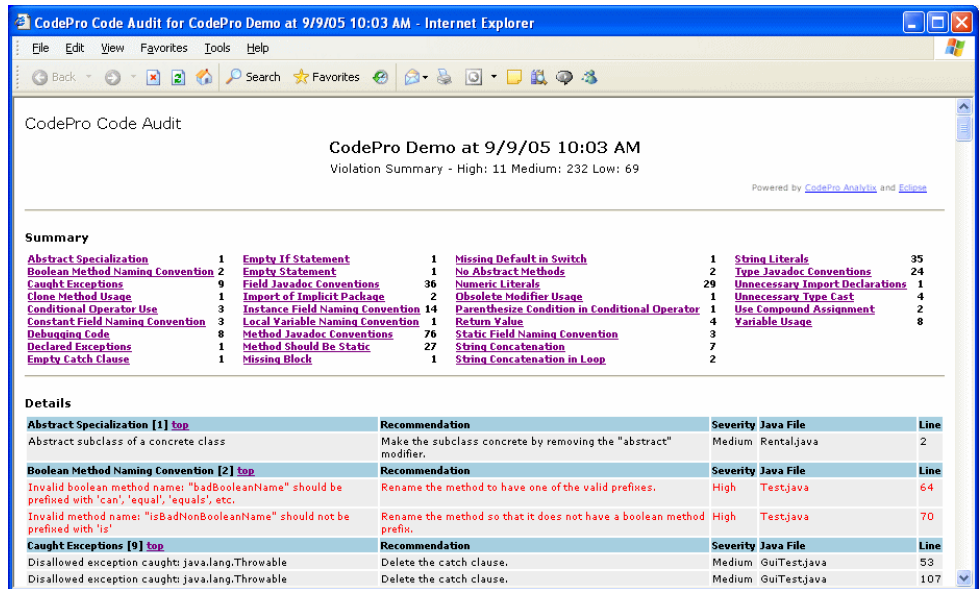 CodePro Code Audit for CodePro Demo at 9/9/05 10:03 AM - Internet Explorer
File Edit View Favorites Tools Help
Back Search Favorites
CodePro Code Audit
CodePro Demo at 9/9/05 10:03 AM
Violation Summary - High: 11 Medium: 232 Low: 69
Powered by CodePro Analytix and Eclipse
Summary
Abstract Specialization 1 Empty If Statement 1 Missing Default in Switch 1 String Literals 35
Boolean Method Naming Convention 2 Empty Statement 1 No Abstract Methods 2 Type Javadoc Conventions 24
Caught Exceptions 9 Field Javadoc Conventions 36 Numeric Literals 29 Unnecessary Import Declarations 1
Clone Method Usage 1 Import of Implicit Package 2 Obsolete Modifier Usage 1 Unnecessary Type Cast 4
Conditional Operator Use 3 Instance Field Naming Convention 14 Parenthesize Condition in Conditional Operator 1 Use Compound Assignment 2
Constant Field Naming Convention 3 Local Variable Naming Convention 1 Return Value 4 Variable Usage 8
Debugging Code 8 Method Javadoc Conventions 76 Static Field Naming Convention 3
Declared Exceptions 1 Method Should Be Static 27 String Concatenation 7
Empty Catch Clause 1 Missing Block 1 String Concatenation in Loop 2
Details
Abstract Specialization [1] top Recommendation Severity Java File Line
Abstract subclass of a concrete class Make the subclass concrete by removing the "abstract" Medium Rental.java 2
modifier.
Boolean Method Naming Convention [2] top Recommendation Severity Java File Line
Invalid boolean method name: "badBooleanName" should be Rename the method to have one of the valid prefixes. High Test.java 64
prefixed with 'can', 'equal', 'equals', etc.
Invalid method name: "isBadNonBooleanName" should not be Rename the method so that it does not have a boolean method High Test.java 70
prefixed with 'is' prefix.
Caught Exceptions [9] top Recommendation Severity Java File Line
Disallowed exception caught: java.lang.Throwable Delete the catch clause. Medium GuiTest.java 53
Disallowed exception caught: java.lang.Throwable Delete the catch clause. Medium GuiTest.java 107